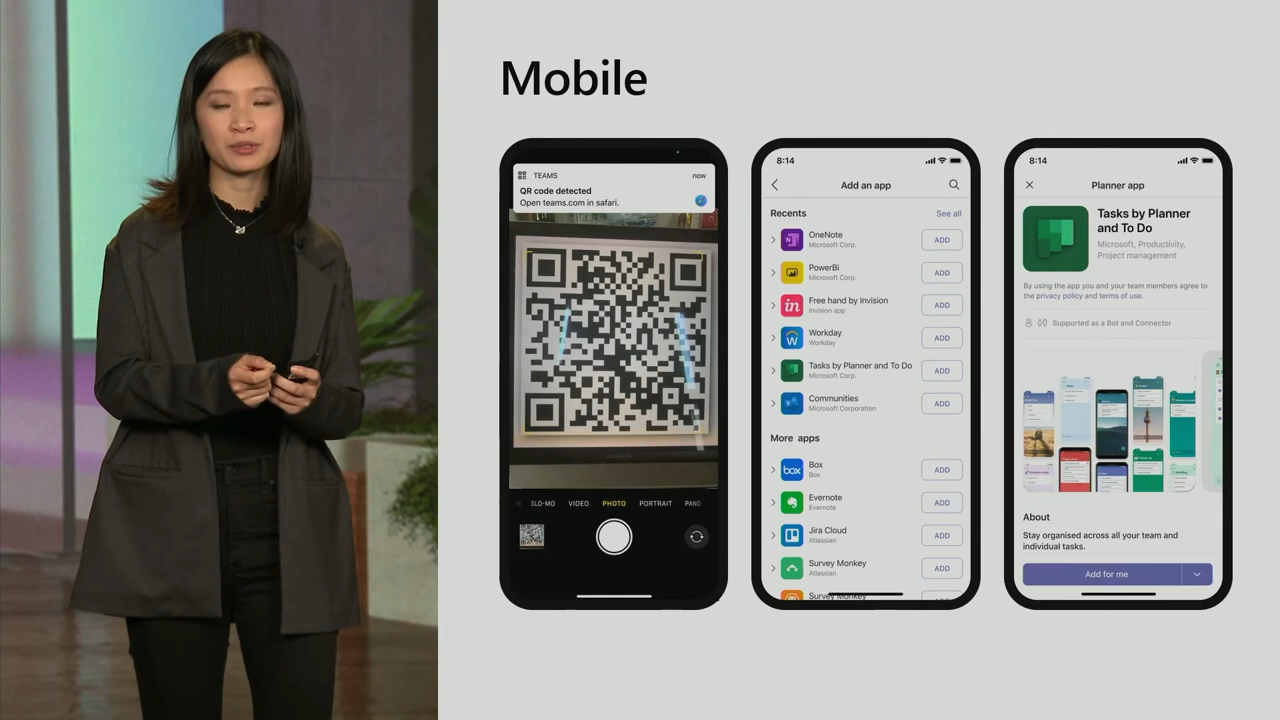 Mobile
TEAMS
now
QR code detected
Open teams.com in safari.
SLO-MO VIDEO PHOTO PORTRAIT PANO
8:14
Add an app
Recents
See all
OneNote
Microsoft Corp.
ADD
PowerBi
Microsoft Corp.
ADD
in
Free hand by Invision
Invision app
ADD
Workday
Workday
ADD
Tasks by Planner and To Do
Microsoft Corp.
ADD
Communities
Microsoft Corporation
ADD
More apps
box
Box
Box
ADD
Evernote
Evernote
ADD
Jira Cloud
Atlassian
ADD
Survey Monkey
Atlassian
ADD
Survey Monkey
8:14
Planner app
Tasks by Planner
and To Do
Microsoft, Productivity,
Project management
By using the app you and your team members agree to
the privacy policy and terms of use.
Supported as a Bot and Connector
About
Stay organised across all your team and
individual tasks.
Add for me